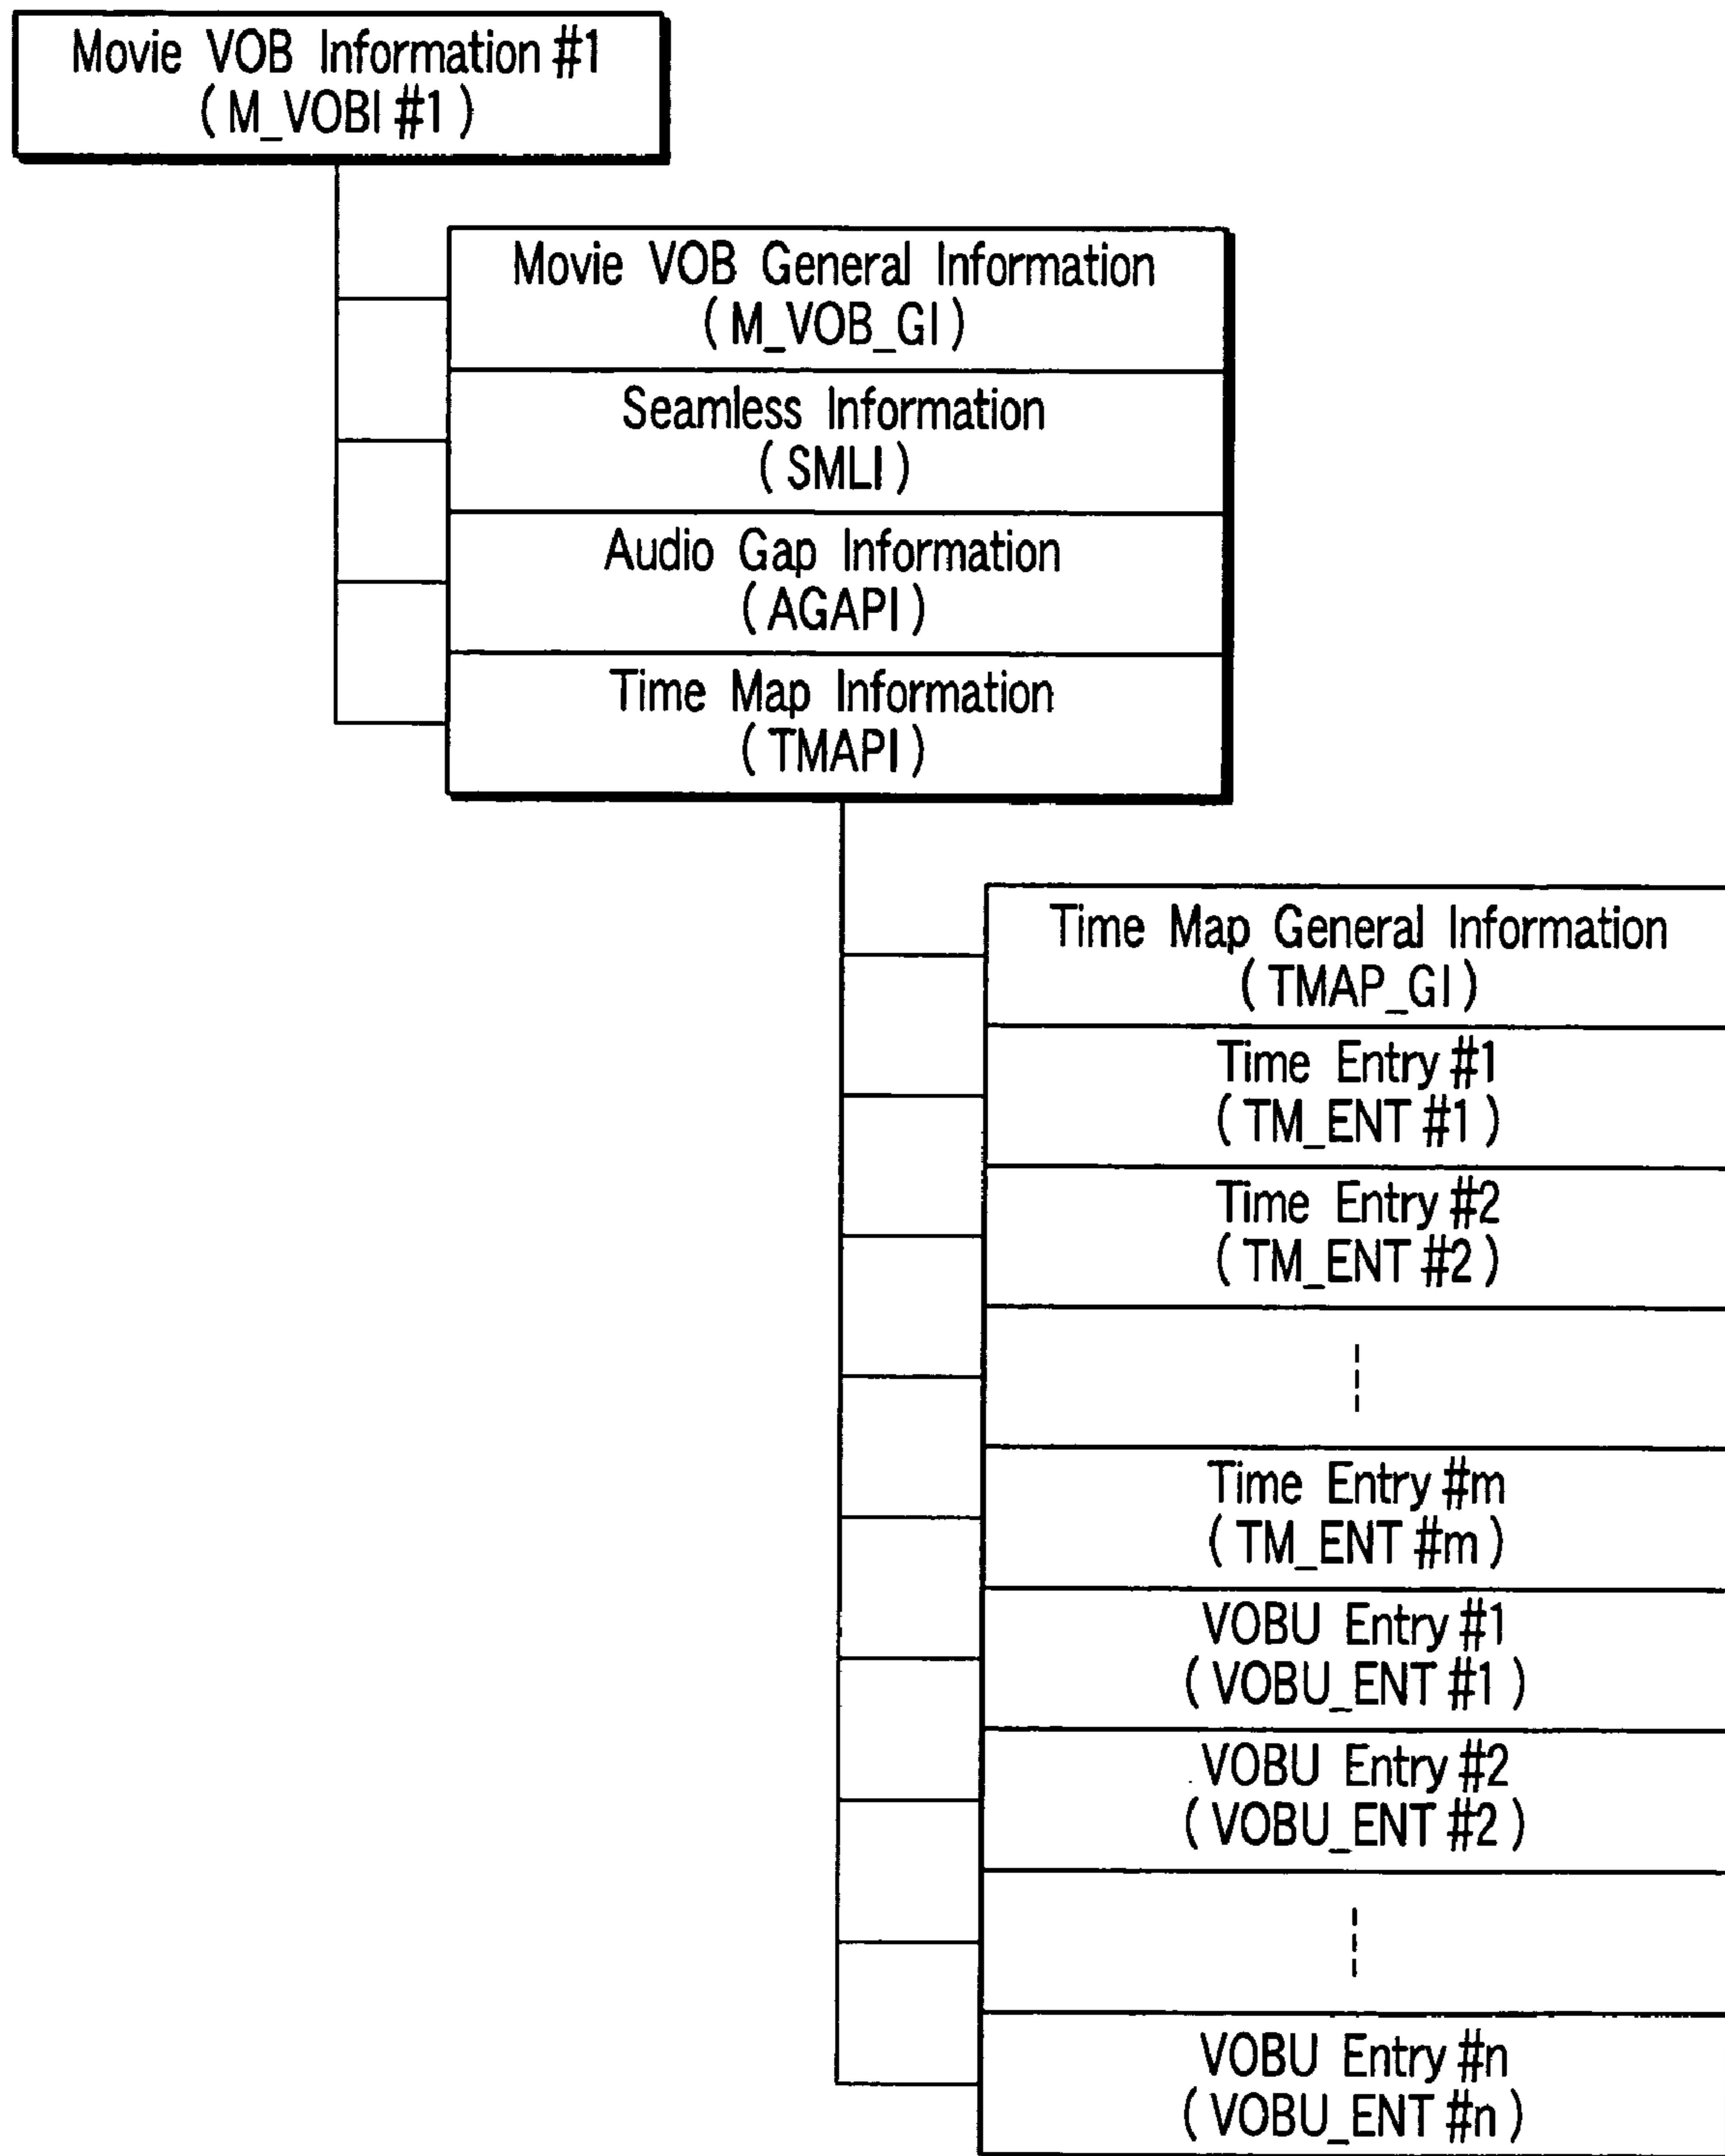 Movie VOB Information #1
( M_VOBI #1 )
Movie VOB General Information
( M_VOB_GI )
Seamless Information
( SMLI )
Audio Gap Information
( AGAPI )
Time Map Information
( TMAPI )
Time Map General Information
( TMAP_GI )
Time Entry #1
( TM_ENT #1 )
Time Entry #2
( TM_ENT #2 )
Time Entry #m
( TM_ENT #m )
VOBU Entry #1
( VOBU_ENT #1 )
VOBU Entry #2
( VOBU_ENT #2 )
VOBU Entry #n
( VOBU_ENT #n )